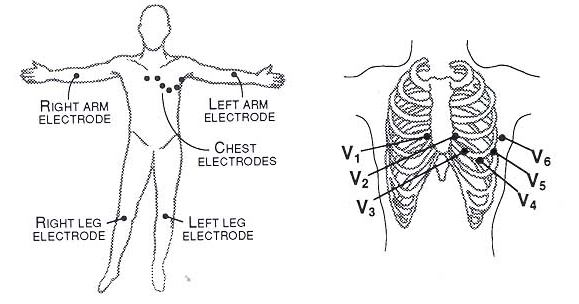 RIGHT ARM
ELECTRODE
LEFT ARM
ELECTRODE
CHEST
ELECTRODES
RIGHT LEG
ELECTRODE
LEFT LEG
ELECTRODE
V1
V2
V3
V6
V5
V4